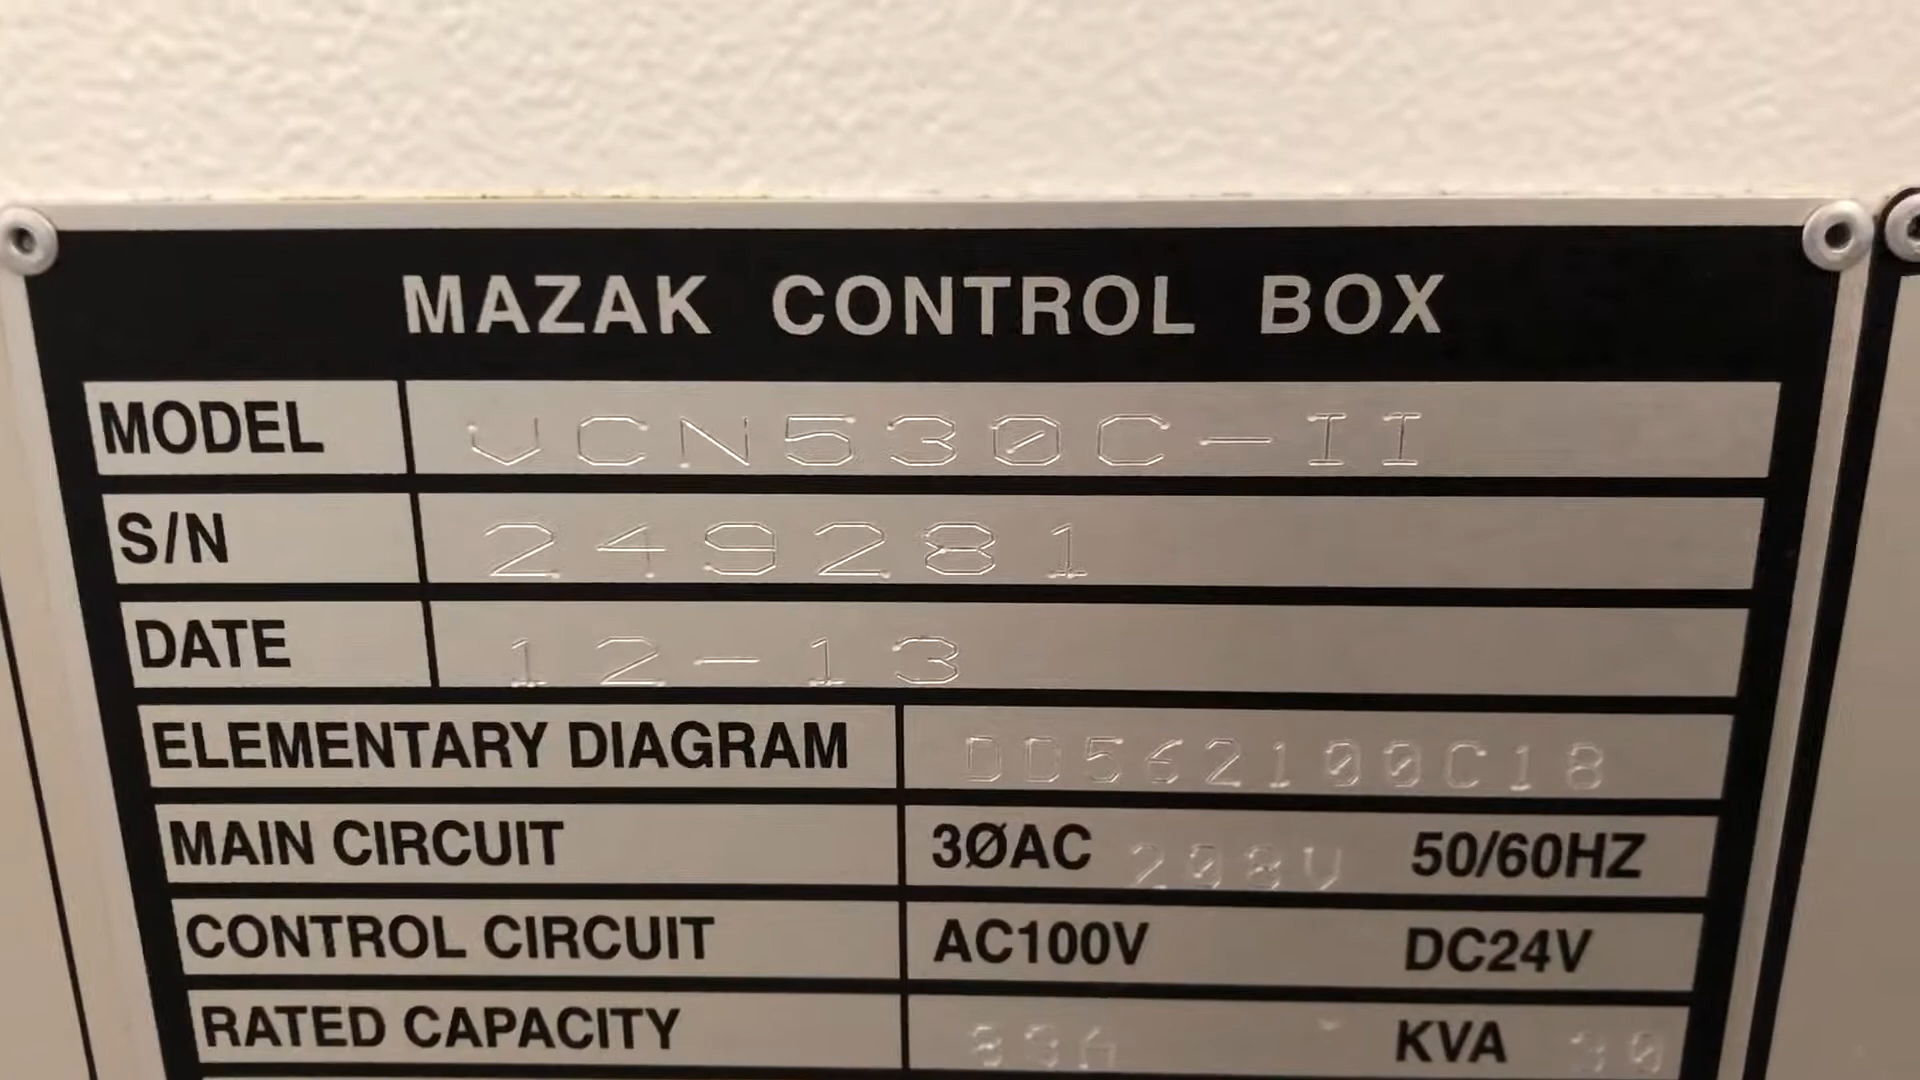 MAZAK CONTROL BOX
MODEL VCN530C-II
S/N 249281
DATE 12-13
ELEMENTARY DIAGRAM DD562100C18
MAIN CIRCUIT 3ØAC 208V 50/60HZ
CONTROL CIRCUIT AC100V DC24V
RATED CAPACITY KVA